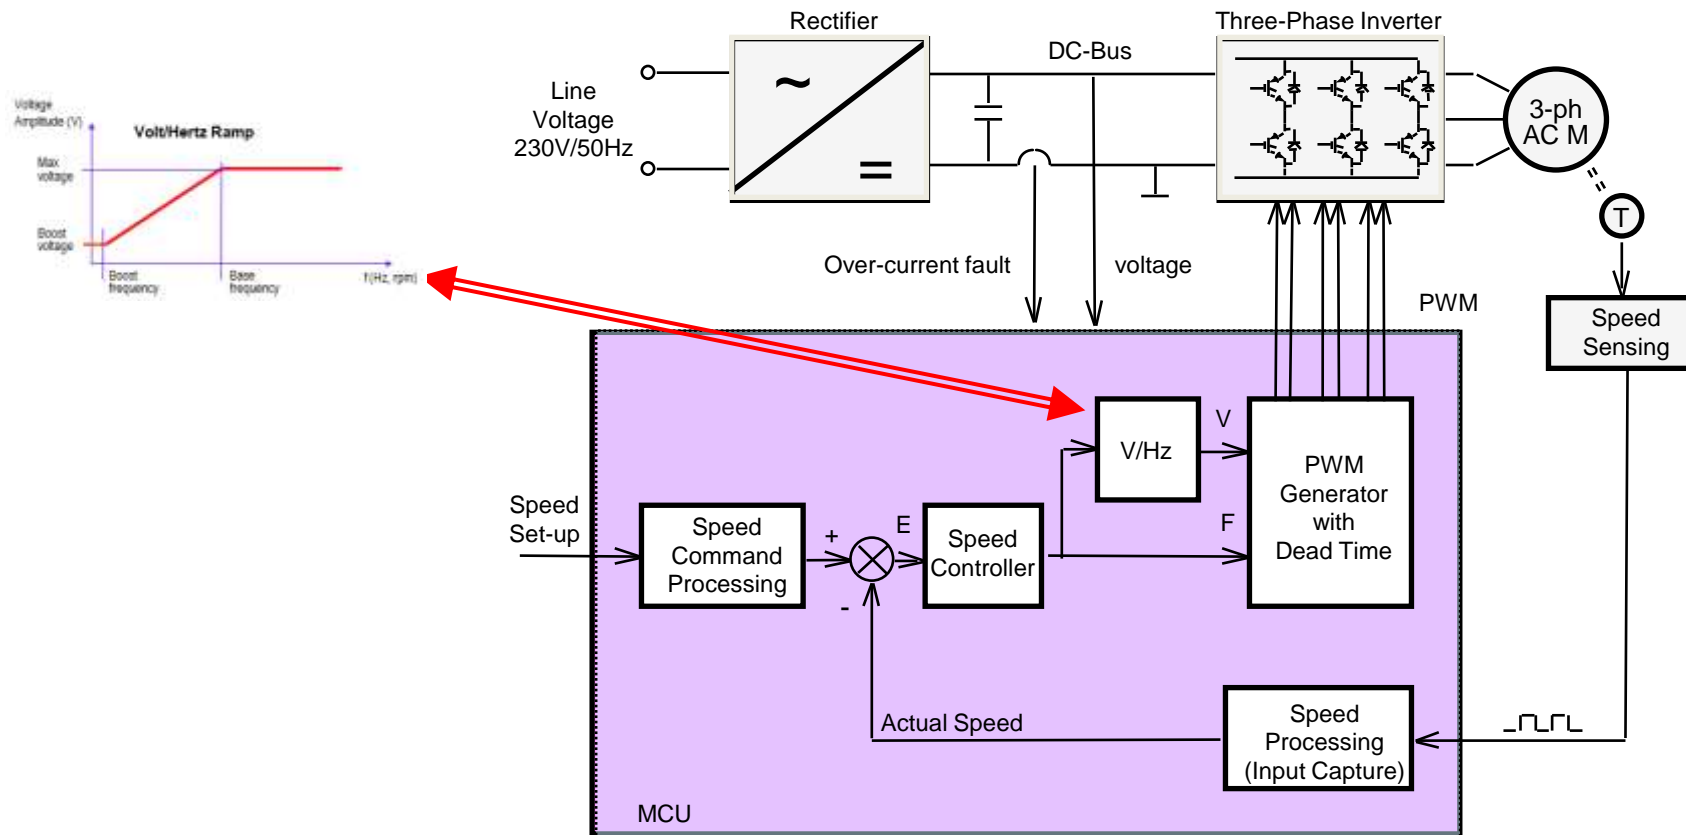 Rectifier
Three-Phase Inverter
DC-Bus
Line
Voltage
230V/50Hz
~
=
3-ph
AC M
T
Voltage
Amplitude (V)
Volt/Hertz Ramp
Max
voltage
Boost
voltage
Boost
frequency
Base
frequency
f (Hz, rpm)
Over-current fault
voltage
PWM
Speed
Sensing
V/Hz
V
PWM
Generator
with
Dead Time
F
Speed
Set-up
Speed
Command
Processing
+
-
E
Speed
Controller
Actual Speed
Speed
Processing
(Input Capture)
MCU